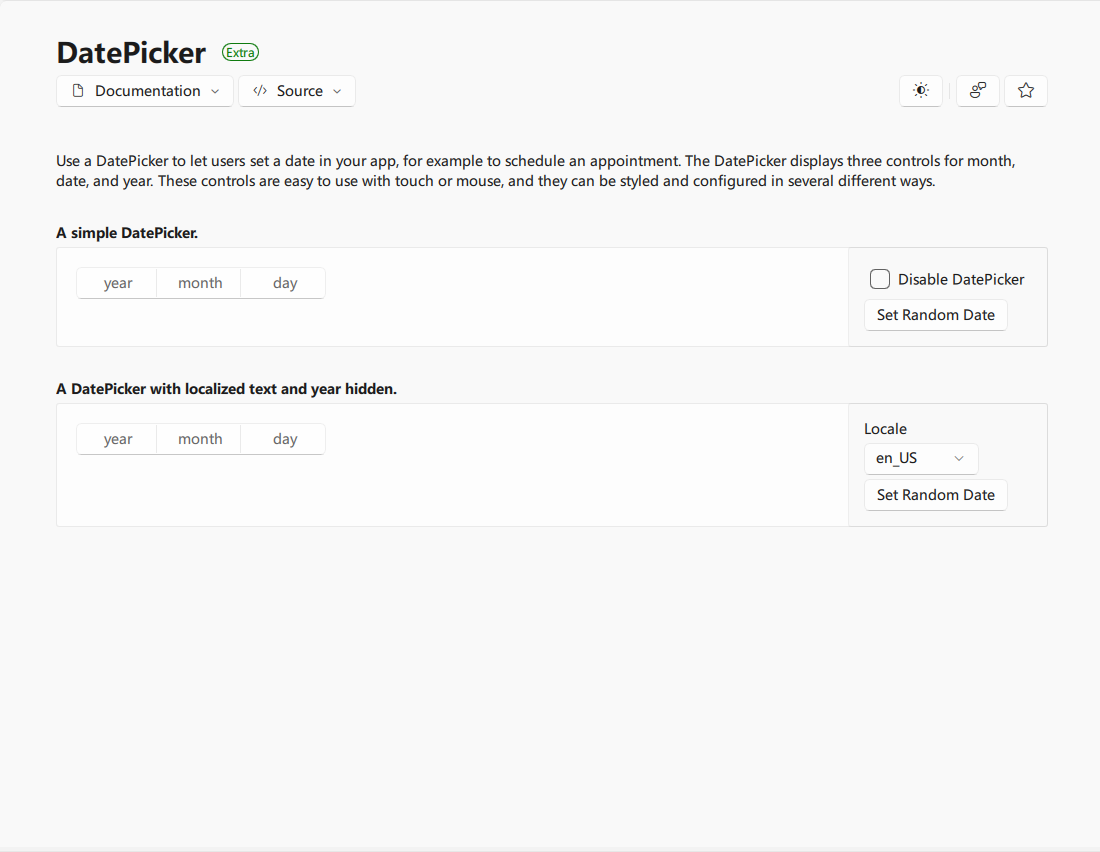 DatePicker Extra
Documentation Source
Use a DatePicker to let users set a date in your app, for example to schedule an appointment. The DatePicker displays three controls for month,
date, and year. These controls are easy to use with touch or mouse, and they can be styled and configured in several different ways.
A simple DatePicker.
year month day Disable DatePicker
Set Random Date
A DatePicker with localized text and year hidden.
year month day Locale
en_US
Set Random Date